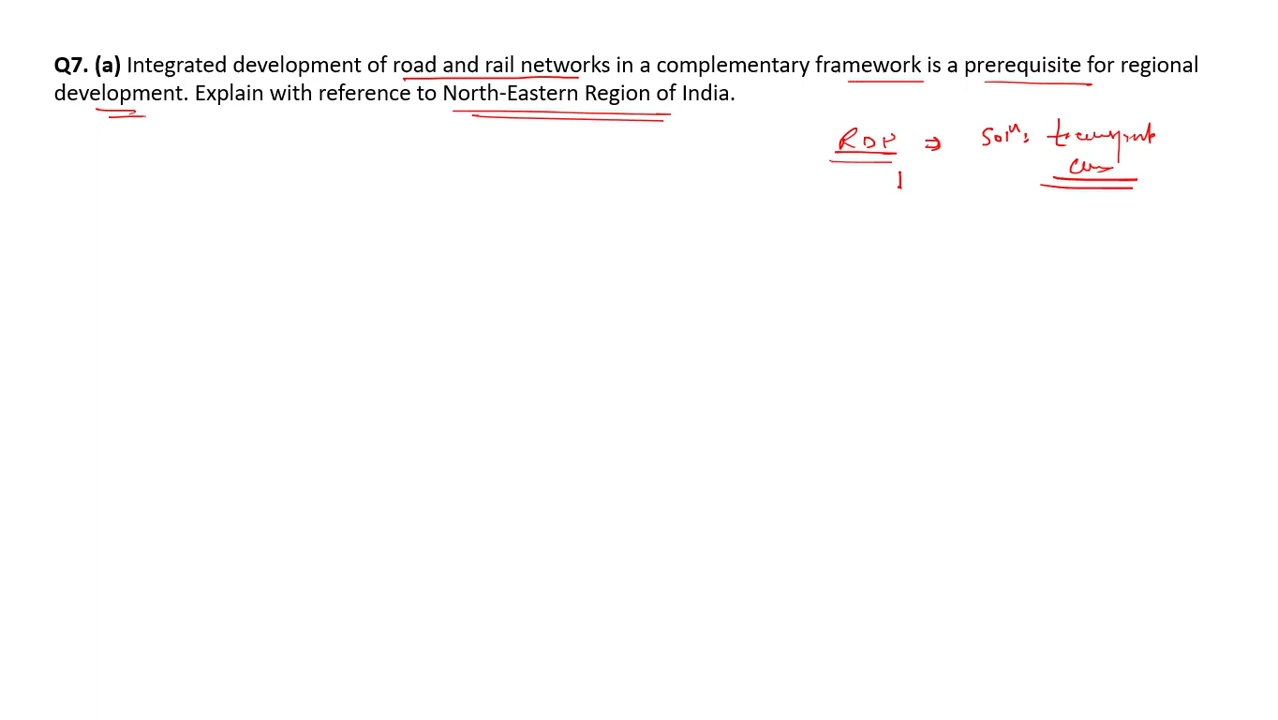 Q7. (a) Integrated development of road and rail networks in a complementary framework is a prerequisite for regional
development. Explain with reference to North-Eastern Region of India.
RDP ⇒ Solⁿ: transport